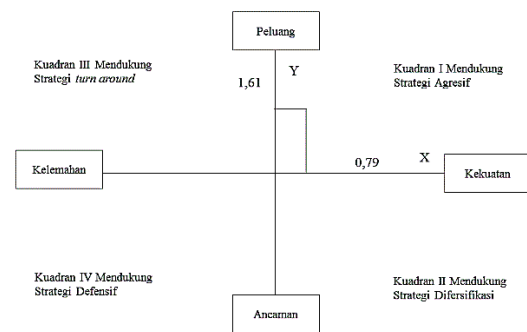 Peluang
Kuadran III Mendukung
Strategi turn around
1,61
Y
Kuadran I Mendukung
Strategi Agresif
Kelemahan
0,79
X
Kekuatan
Kuadran IV Mendukung
Strategi Defensif
Kuadran II Mendukung
Strategi Difersifikasi
Ancaman